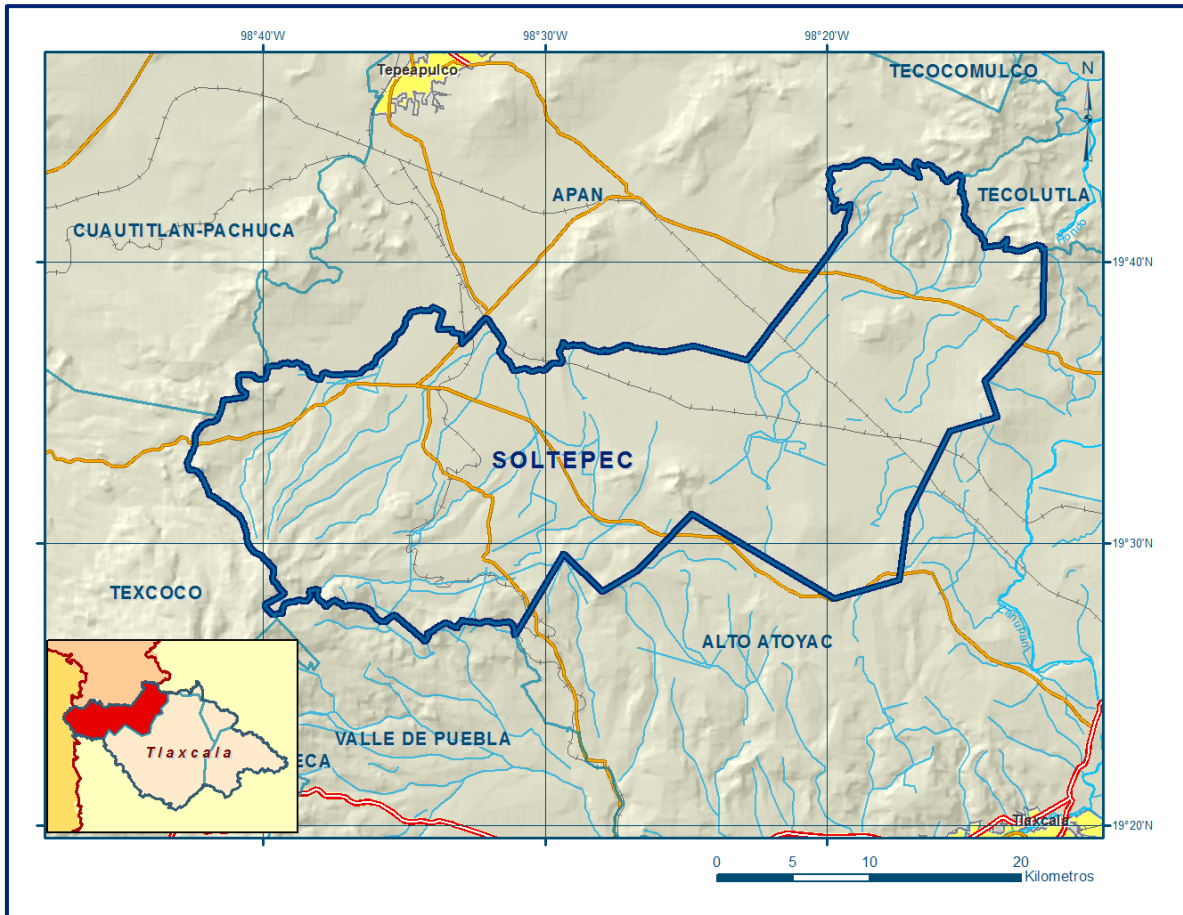 98°40'W 98°30'W 98°20'W
Tepeapulco
TECOCOMULCO
N
APAN
TECOLUTLA
CUAUTITLAN-PACHUCA
Hondo
19°40'N
SOLTEPEC
19°30'N
TEXCOCO
ALTO ATOYAC
VALLE DE PUEBLA
Tlaxcala
ECA
Tlaxcala
19°20'N
0 5 10 20
Kilometros